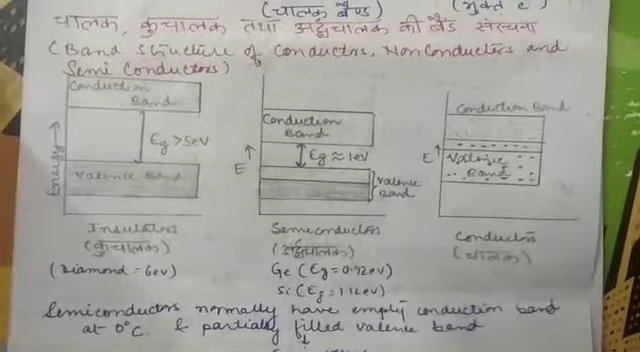 (चालक बैण्ड) (मुक्त e
चालक, कुचालक तथा अर्द्धचालक की बैंड संरचना
(Band Structure of Conductors, Nonconductors and
Semi Conductors)
Conduction
Band
Eg > 5ev
Valence Band
Energy
Insulators
(कुचालक)
(Diamond = 6ev)
Conduction
Band
Eg ≈ 1ev
E
Valence
Band
Semiconductors
(अर्द्धचालक)
Ge (Eg = 0.72ev)
Si (Eg = 1.12ev)
Conduction Band
E
Valence
Band
Conductors
(चालक)
Semiconductors normally have empty conduction band
at 0°C. & partially filled valence band